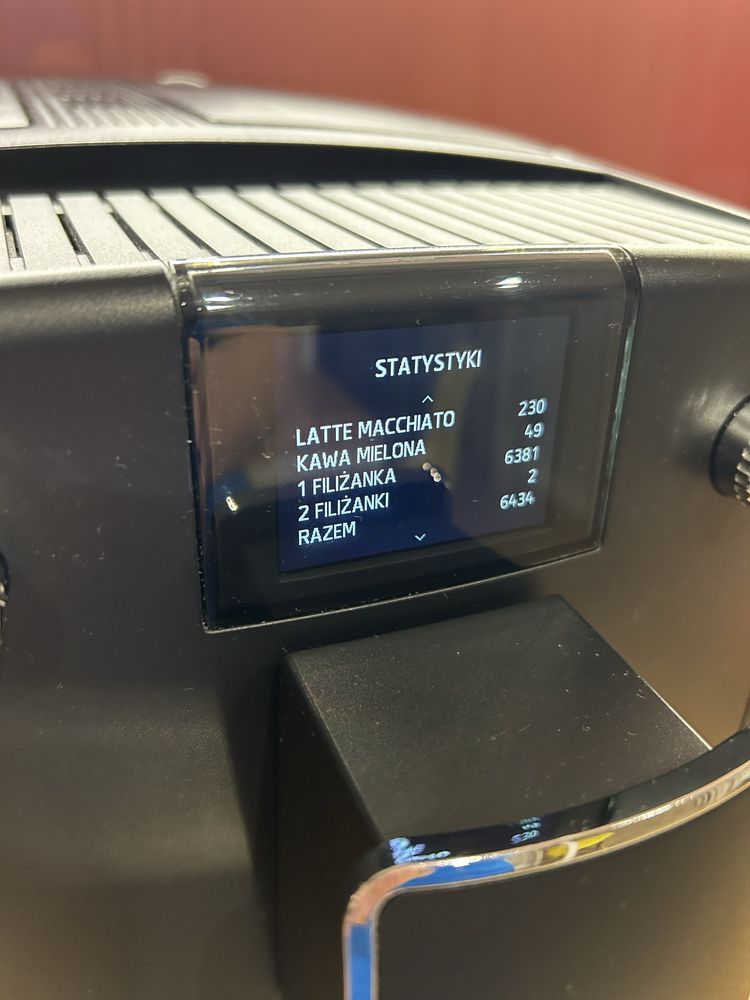 STATYSTYKI
LATTE MACCHIATO 230
KAWA MIELONA 49
1 FILIŻANKA 6381
2 FILIŻANKI 2
RAZEM 6434